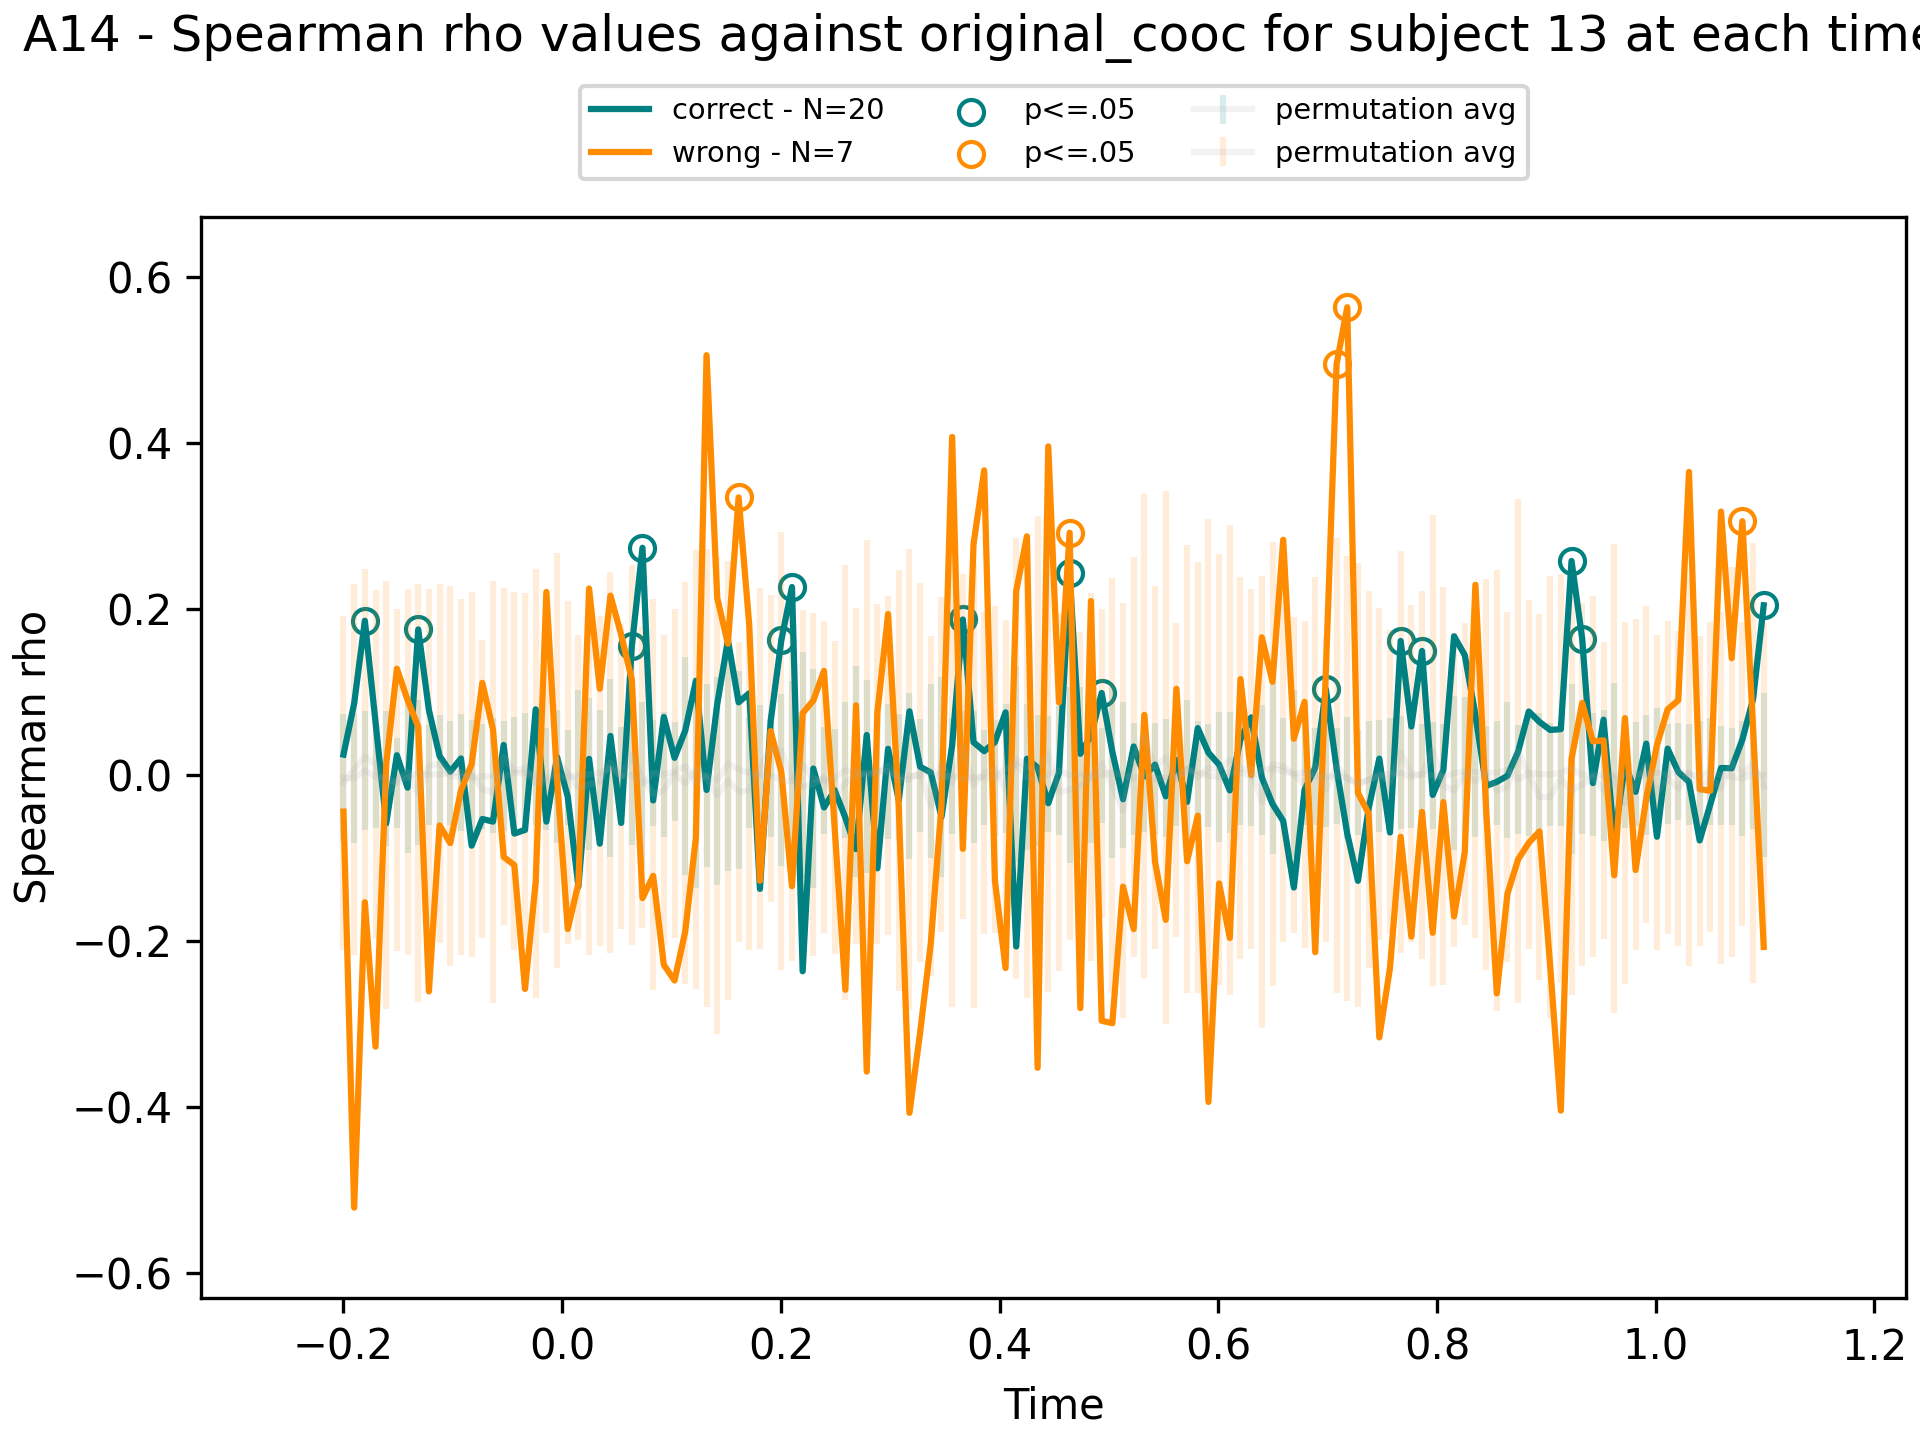 A14 - Spearman rho values against original_cooc for subject 13 at each time
correct - N=20
wrong - N=7
p<=.05
p<=.05
permutation avg
permutation avg
Spearman rho
0.6
0.4
0.2
0.0
−0.2
−0.4
−0.6
−0.2 0.0 0.2 0.4 0.6 0.8 1.0 1.2
Time